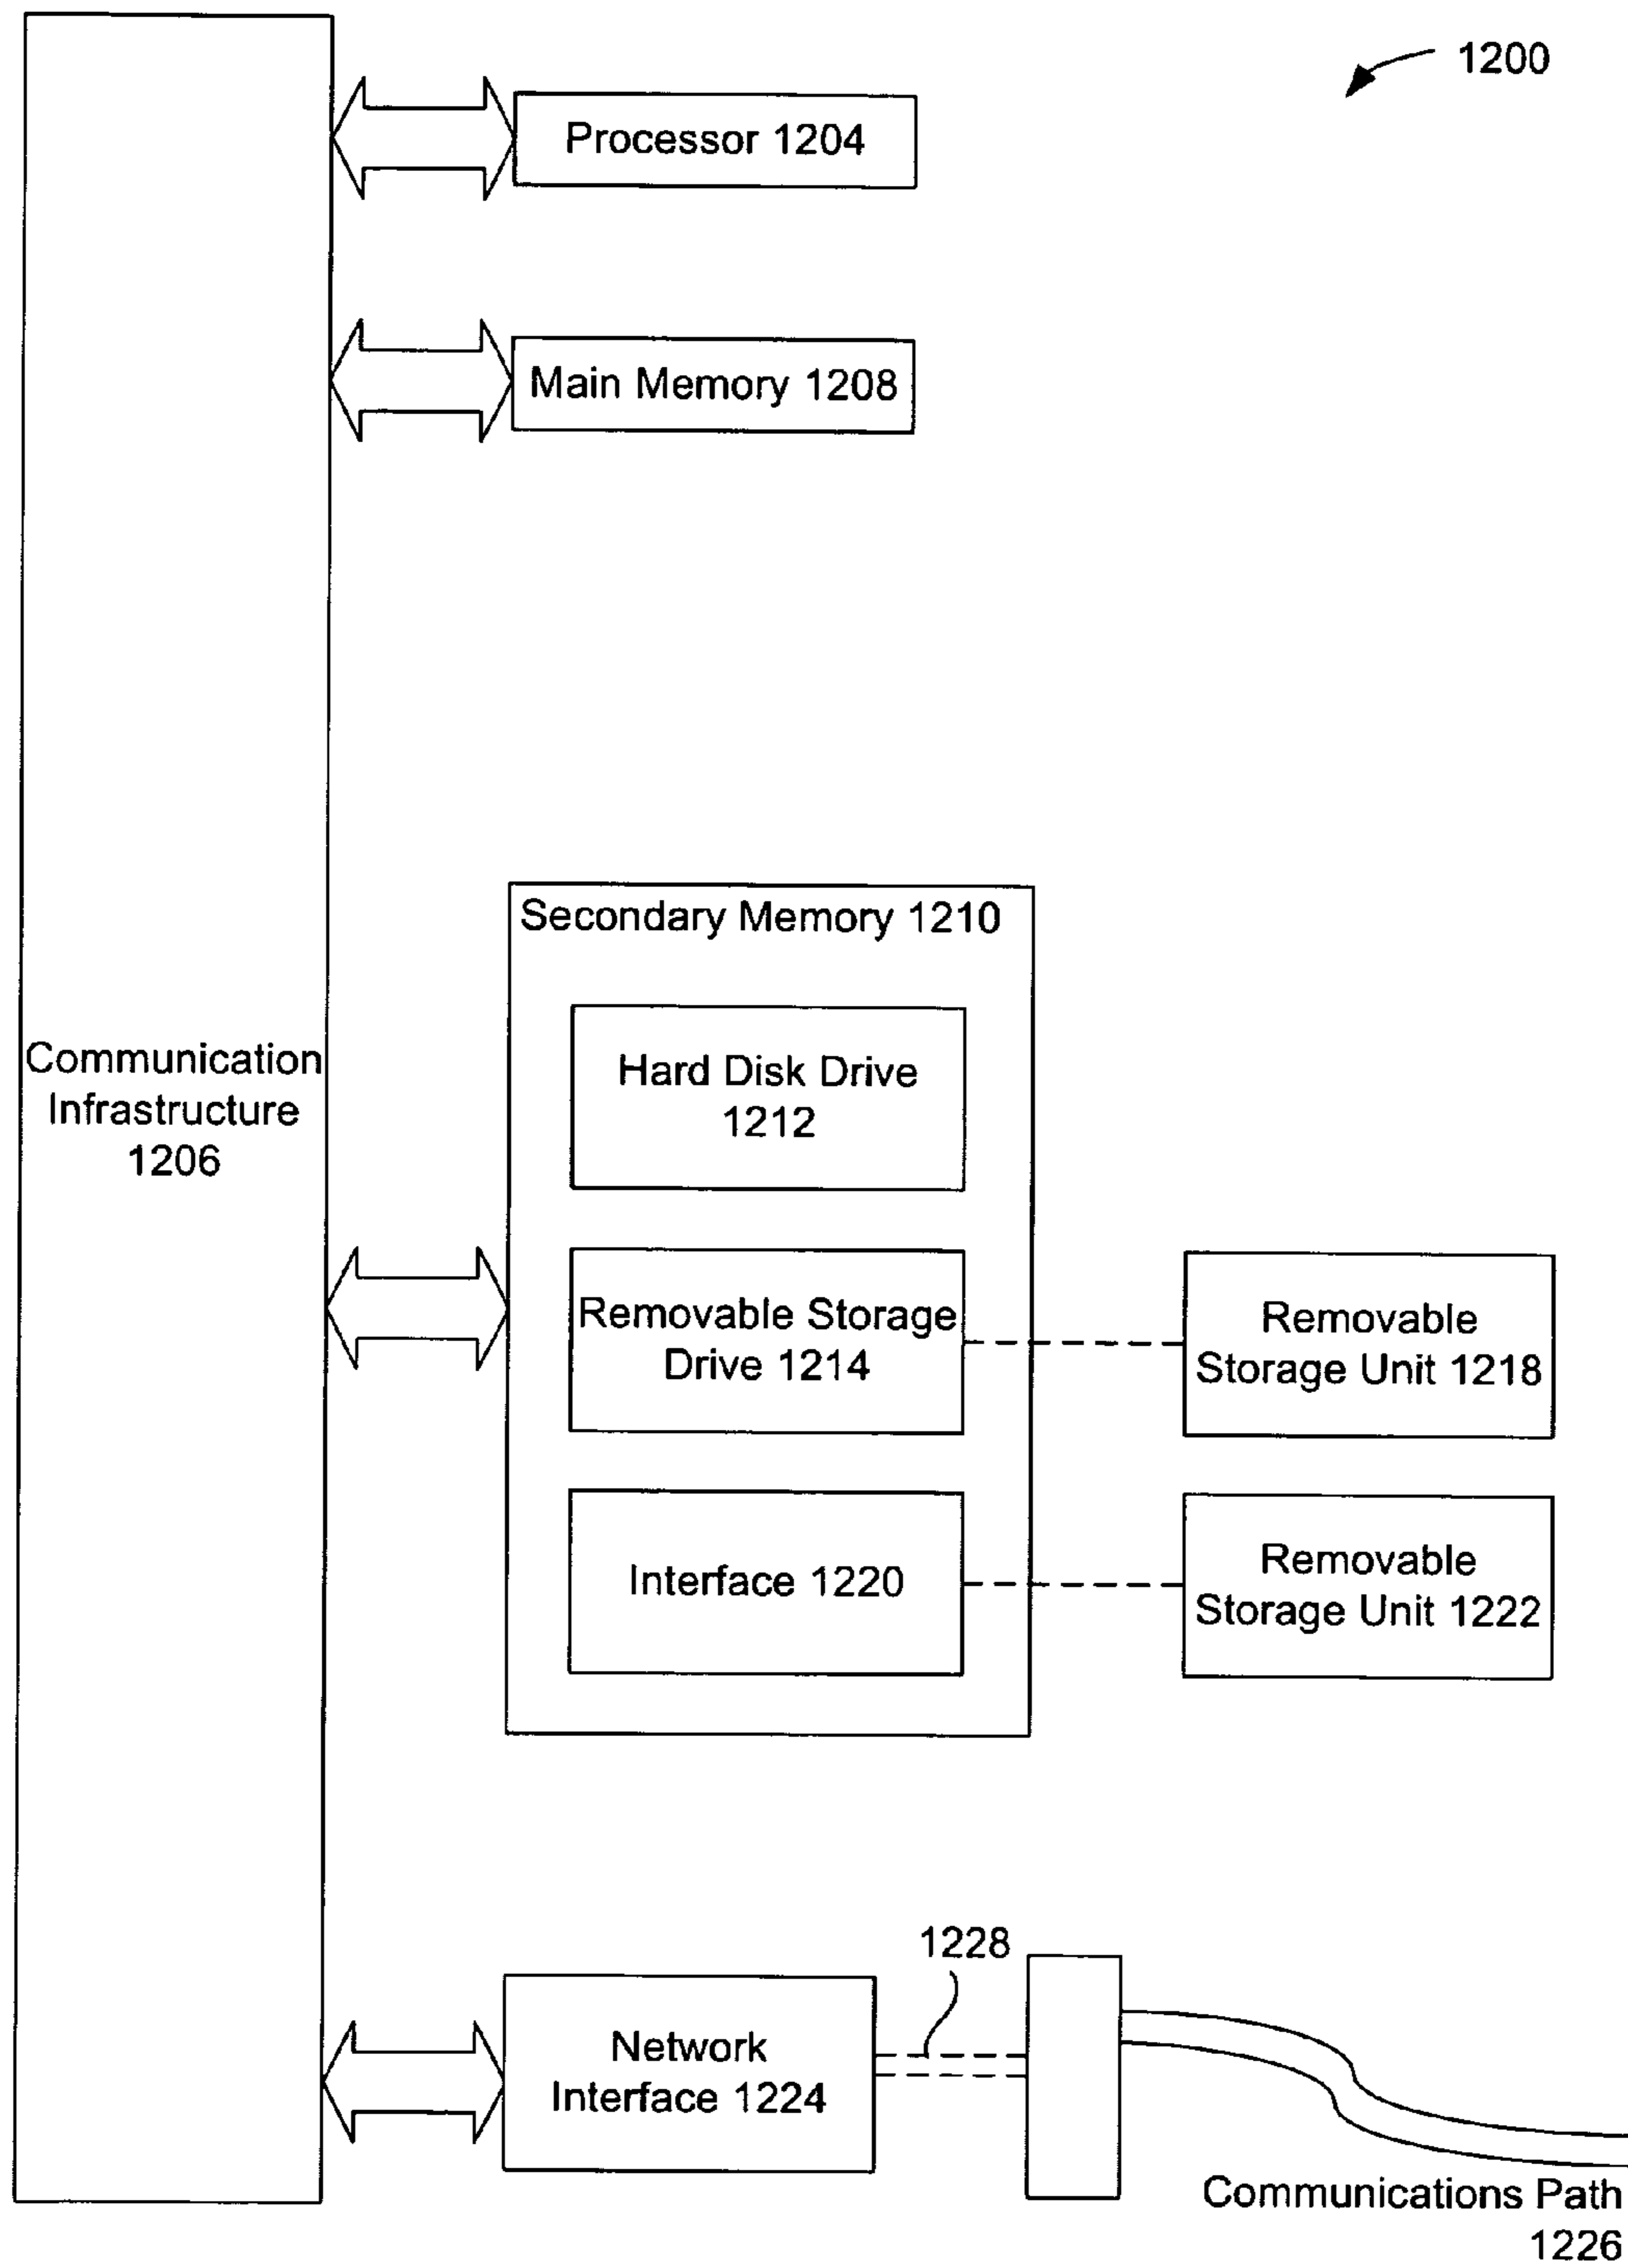 1200
Processor 1204
Main Memory 1208
Secondary Memory 1210
Hard Disk Drive
1212
Communication
Infrastructure
1206
Removable Storage
Drive 1214
Removable
Storage Unit 1218
Interface 1220
Removable
Storage Unit 1222
1228
Network
Interface 1224
Communications Path
1226